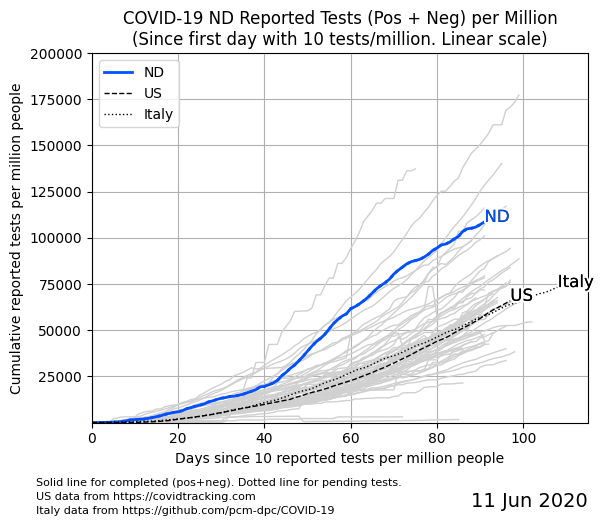 COVID-19 ND Reported Tests (Pos + Neg) per Million
(Since first day with 10 tests/million. Linear scale)
Cumulative reported tests per million people
200000
175000
150000
125000
100000
75000
50000
25000
ND
US
Italy
ND
Italy
US
0
20
40
60
80
100
Days since 10 reported tests per million people
Solid line for completed (pos+neg). Dotted line for pending tests.
US data from https://covidtracking.com
Italy data from https://github.com/pcm-dpc/COVID-19
11 Jun 2020